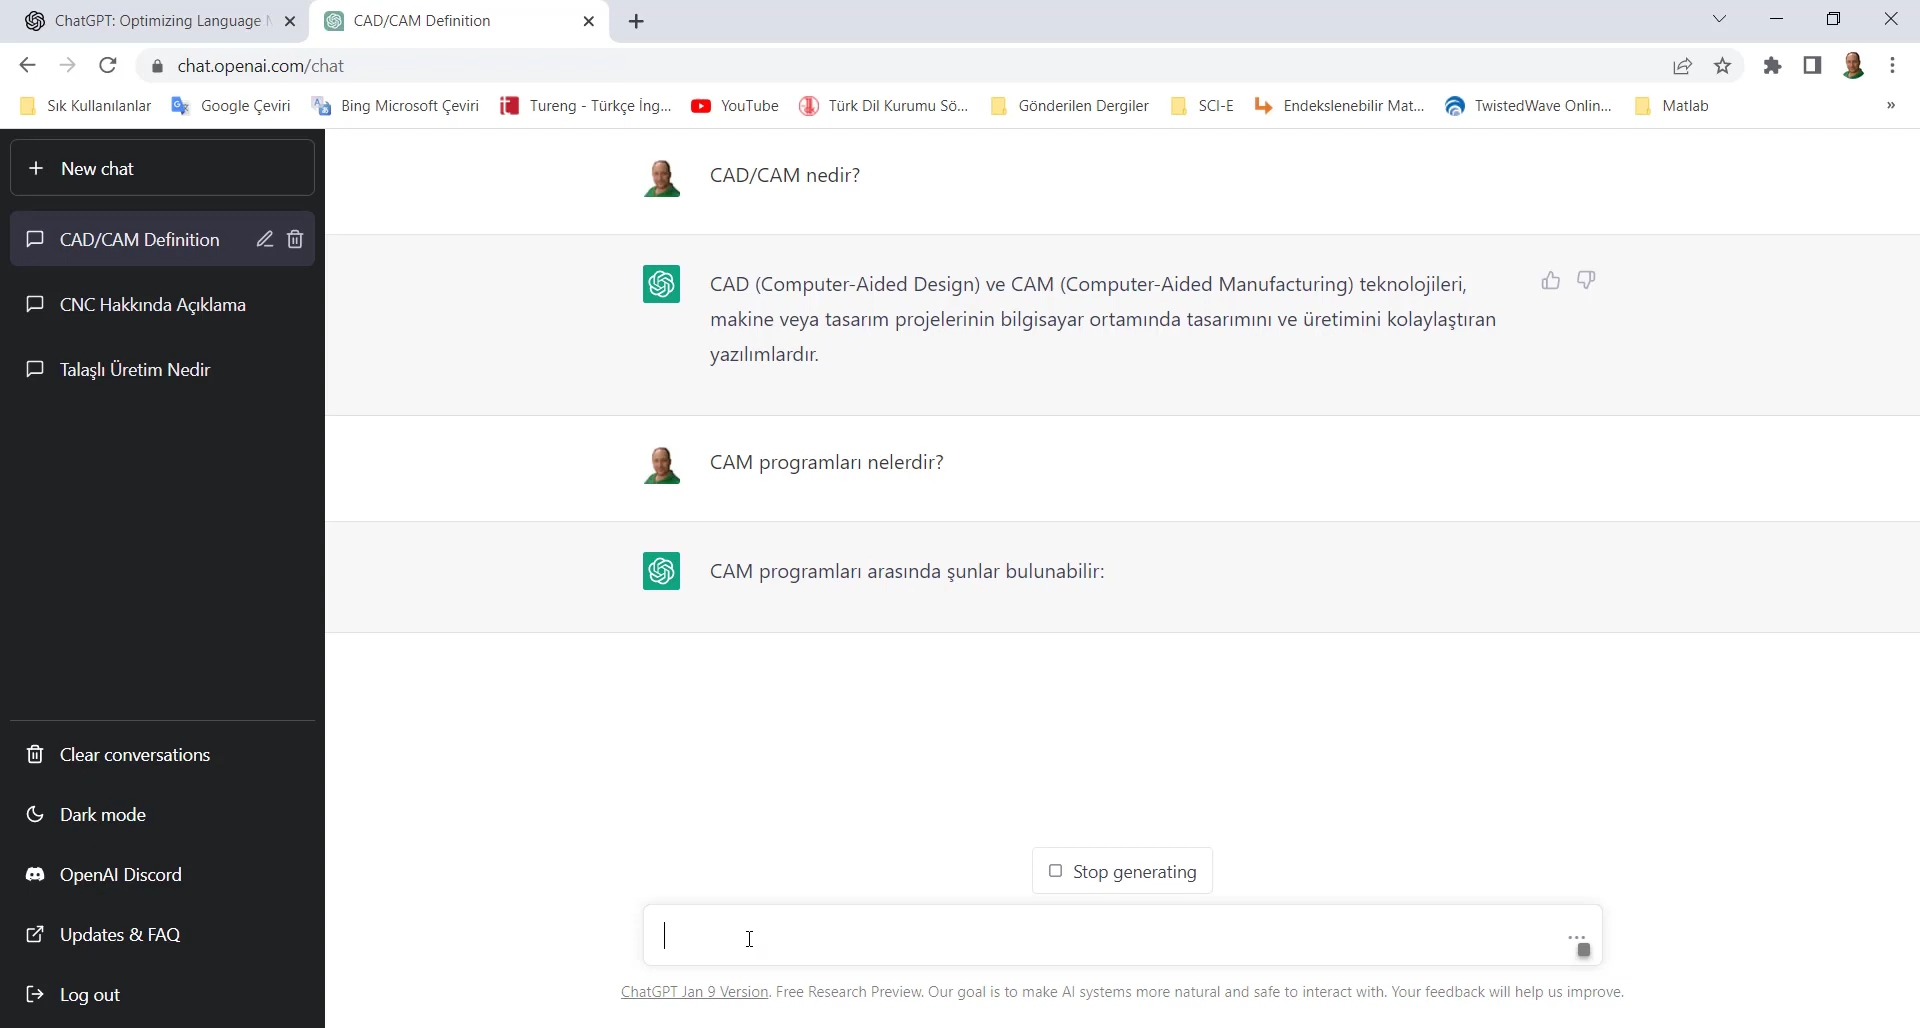 ChatGPT: Optimizing Language
CAD/CAM Definition
chat.openai.com/chat
Sık Kullanılanlar
Google Çeviri
Bing Microsoft Çeviri
Tureng - Türkçe İng...
YouTube
Türk Dil Kurumu Sö...
Gönderilen Dergiler
SCI-E
Endekslenebilir Mat...
TwistedWave Onlin...
Matlab
»
+ New chat
CAD/CAM Definition
CNC Hakkında Açıklama
Talaşlı Üretim Nedir
Clear conversations
Dark mode
OpenAI Discord
Updates & FAQ
Log out
CAD/CAM nedir?
CAD (Computer-Aided Design) ve CAM (Computer-Aided Manufacturing) teknolojileri,
makine veya tasarım projelerinin bilgisayar ortamında tasarımını ve üretimini kolaylaştıran
yazılımlardır.
CAM programları nelerdir?
CAM programları arasında şunlar bulunabilir:
Stop generating
ChatGPT Jan 9 Version. Free Research Preview. Our goal is to make AI systems more natural and safe to interact with. Your feedback will help us improve.